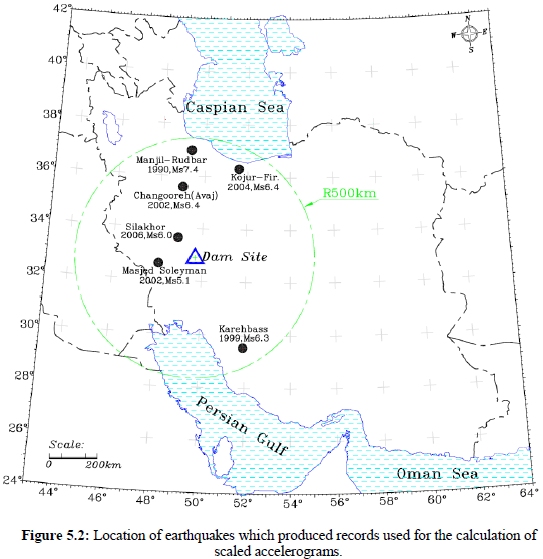 42°
N
W
E
S
40°
Caspian Sea
38°
Manjil-Rudbar
1990,Ms7.4
Kojur-Fir.
2004,Ms6.4
36°
Changooreh(Avaj)
2002,Ms6.4
R500km
34°
Silakhor
2006,Ms6.0
Dam Site
32°
Masjed Soleyman
2002,Ms5.1
30°
Karehbass
1999,Ms6.3
28°
Persian Gulf
26°
Scale:
0 200km
Oman Sea
24°
44° 46° 48° 50° 52° 54° 56° 58° 60° 62° 64°
Figure 5.2: Location of earthquakes which produced records used for the calculation of
scaled accelerograms.